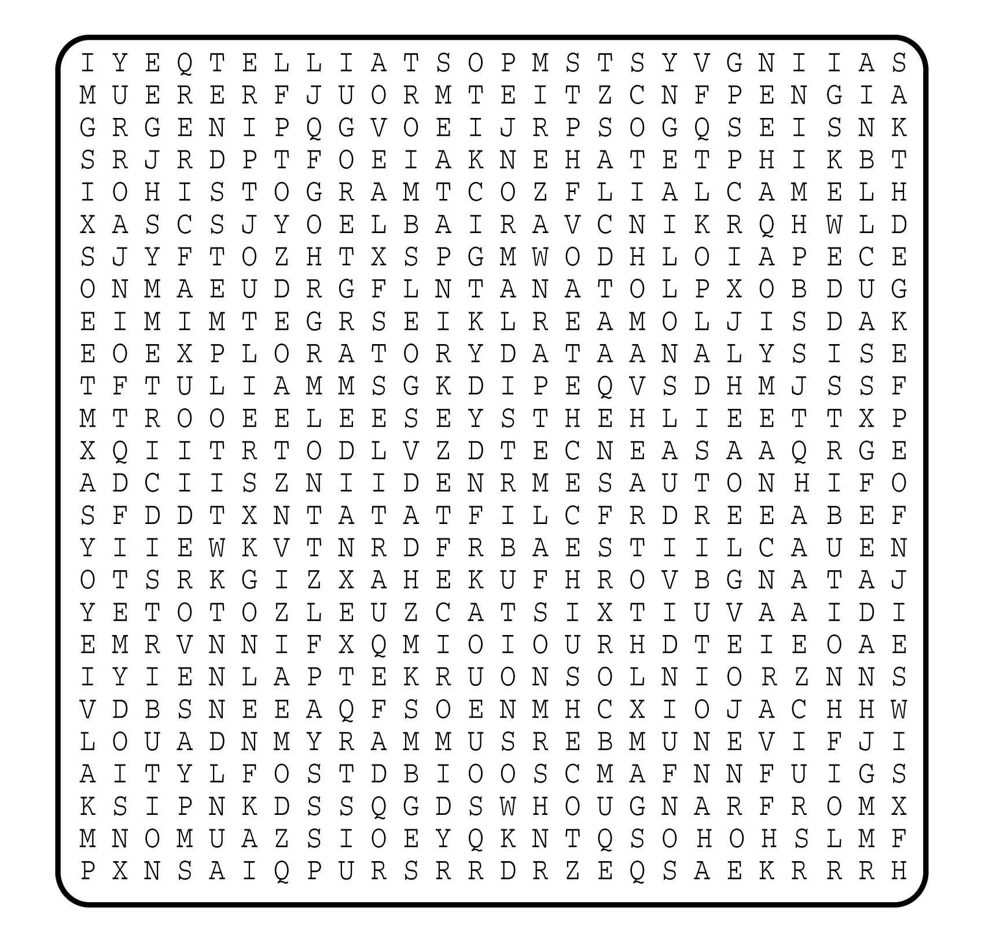 I Y E Q T E L L I A T S O P M S T S Y V G N I I A S
M U E R E R F J U O R M T E I T Z C N F P E N G I A
G R G E N I P Q G V O E I J R P S O G Q S E I S N K
S R J R D P T F O E I A K N E H A T E T P H I K B T
I O H I S T O G R A M T C O Z F L I A L C A M E L H
X A S C S J Y O E L B A I R A V C N I K R Q H W L D
S J Y F T O Z H T X S P G M W O D H L O I A P E C E
O N M A E U D R G F L N T A N A T O L P X O B D U G
E I M I M T E G R S E I K L R E A M O L J I S D A K
E O E X P L O R A T O R Y D A T A A N A L Y S I S E
T F T U L I A M M S G K D I P E Q V S D H M J S S F
M T R O O E E L E E S E Y S T H E H L I E E T T X P
X Q I I T R T O D L V Z D T E C N E A S A A Q R G E
A D C I I S Z N I I D E N R M E S A U T O N H I F O
S F D D T X N T A T A T F I L C F R D R E E A B E F
Y I I E W K V T N R D F R B A E S T I I L C A U E N
O T S R K G I Z X A H E K U F H R O V B G N A T A J
Y E T O T O Z L E U Z C A T S I X T I U V A A I D I
E M R V N N I F X Q M I O I O U R H D T E I E O A E
I Y I E N L A P T E K R U O N S O L N I O R Z N N S
V D B S N E E A Q F S O E N M H C X I O J A C H H W
L O U A D N M Y R A M M U S R E B M U N E V I F J I
A I T Y L F O S T D B I O O S C M A F N N F U I G S
K S I P N K D S S Q G D S W H O U G N A R F R O M X
M N O M U A Z S I O E Y Q K N T Q S O H O H S L M F
P X N S A I Q P U R S R R D R Z E Q S A E K R R R H